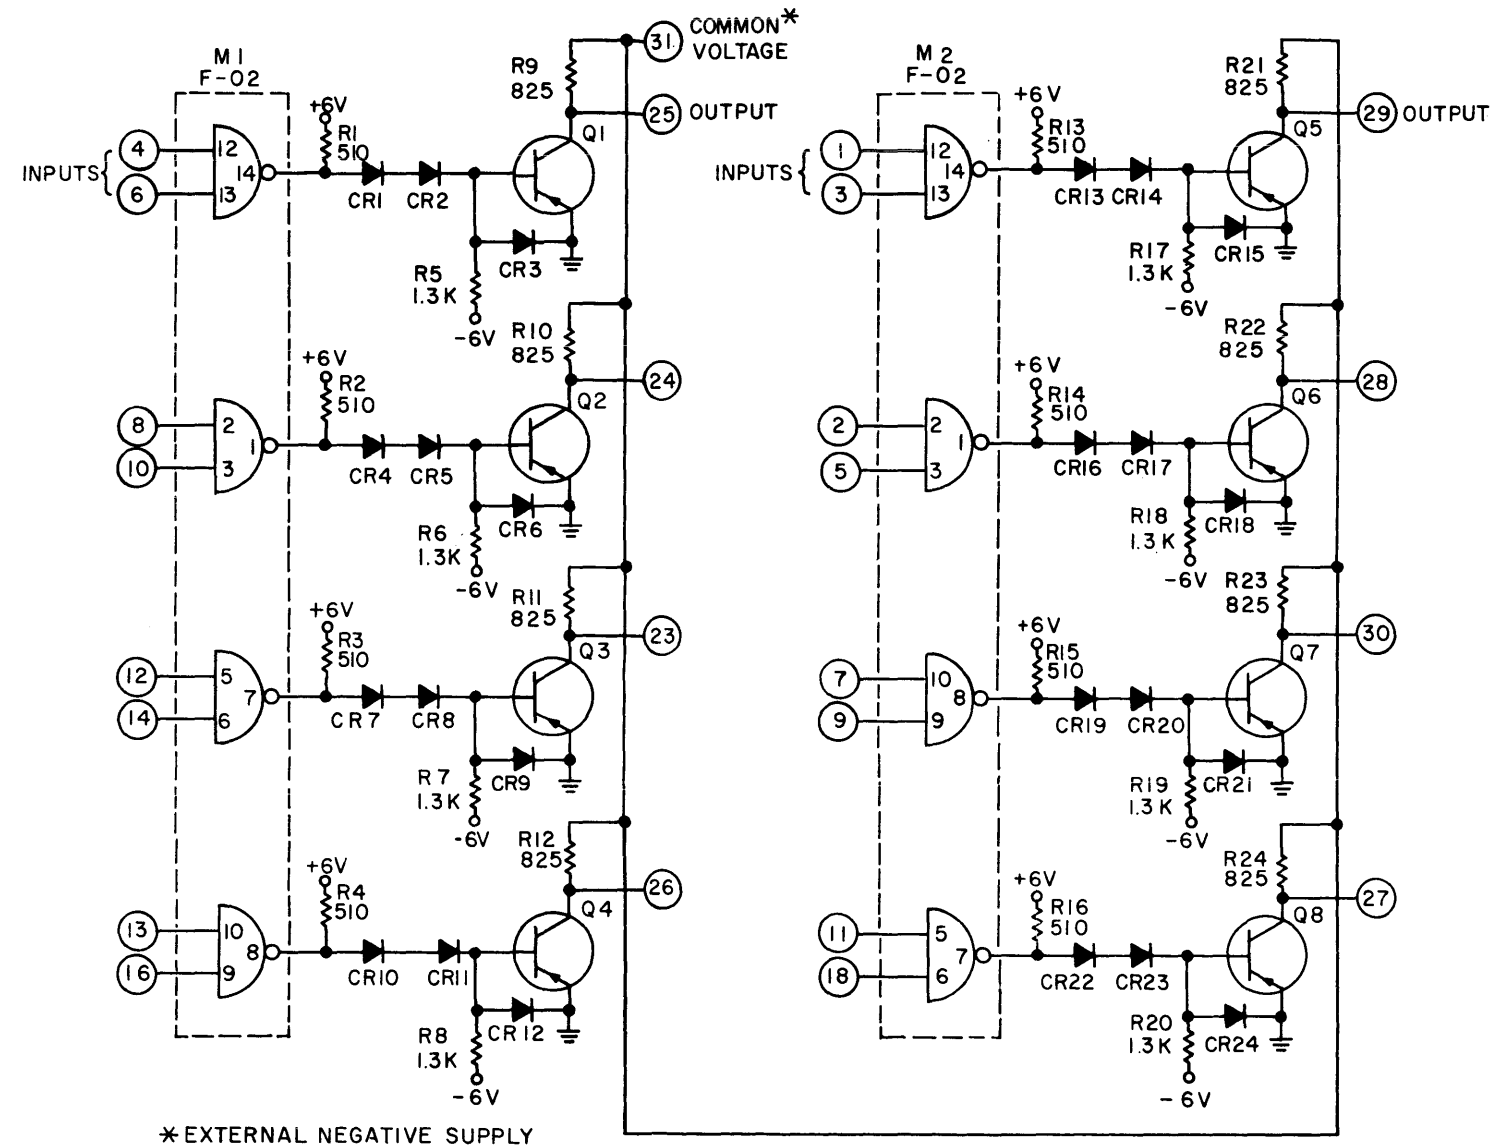 COMMON*
VOLTAGE
31
M1
F-02
M2
F-02
R9
825
R21
825
+6V
R1
510
25 OUTPUT
+6V
R13
510
29 OUTPUT
Q1
Q5
INPUTS
4
6
12
13
14
CR1
CR2
INPUTS
1
3
12
13
14
CR13 CR14
CR3
R5
1.3K
-6V
R17
1.3K
CR15
-6V
R10
825
R22
825
+6V
R2
510
24
+6V
R14
510
28
Q2
Q6
8
10
2
3
1
CR4
CR5
2
5
2
3
1
CR16
CR17
R6
1.3K
CR6
-6V
R18
1.3K
CR18
-6V
R11
825
R23
825
+6V
R3
510
23
+6V
R15
510
30
Q3
Q7
12
14
5
6
7
CR7
CR8
7
9
10
9
8
CR19
CR20
R7
1.3K
CR9
-6V
R19
1.3K
CR21
-6V
R12
825
R24
825
+6V
R4
510
26
+6V
R16
510
27
Q4
Q8
13
16
10
9
8
CR10
CR11
11
18
5
6
7
CR22
CR23
R8
1.3K
CR12
-6V
R20
1.3K
CR24
-6V
*EXTERNAL NEGATIVE SUPPLY